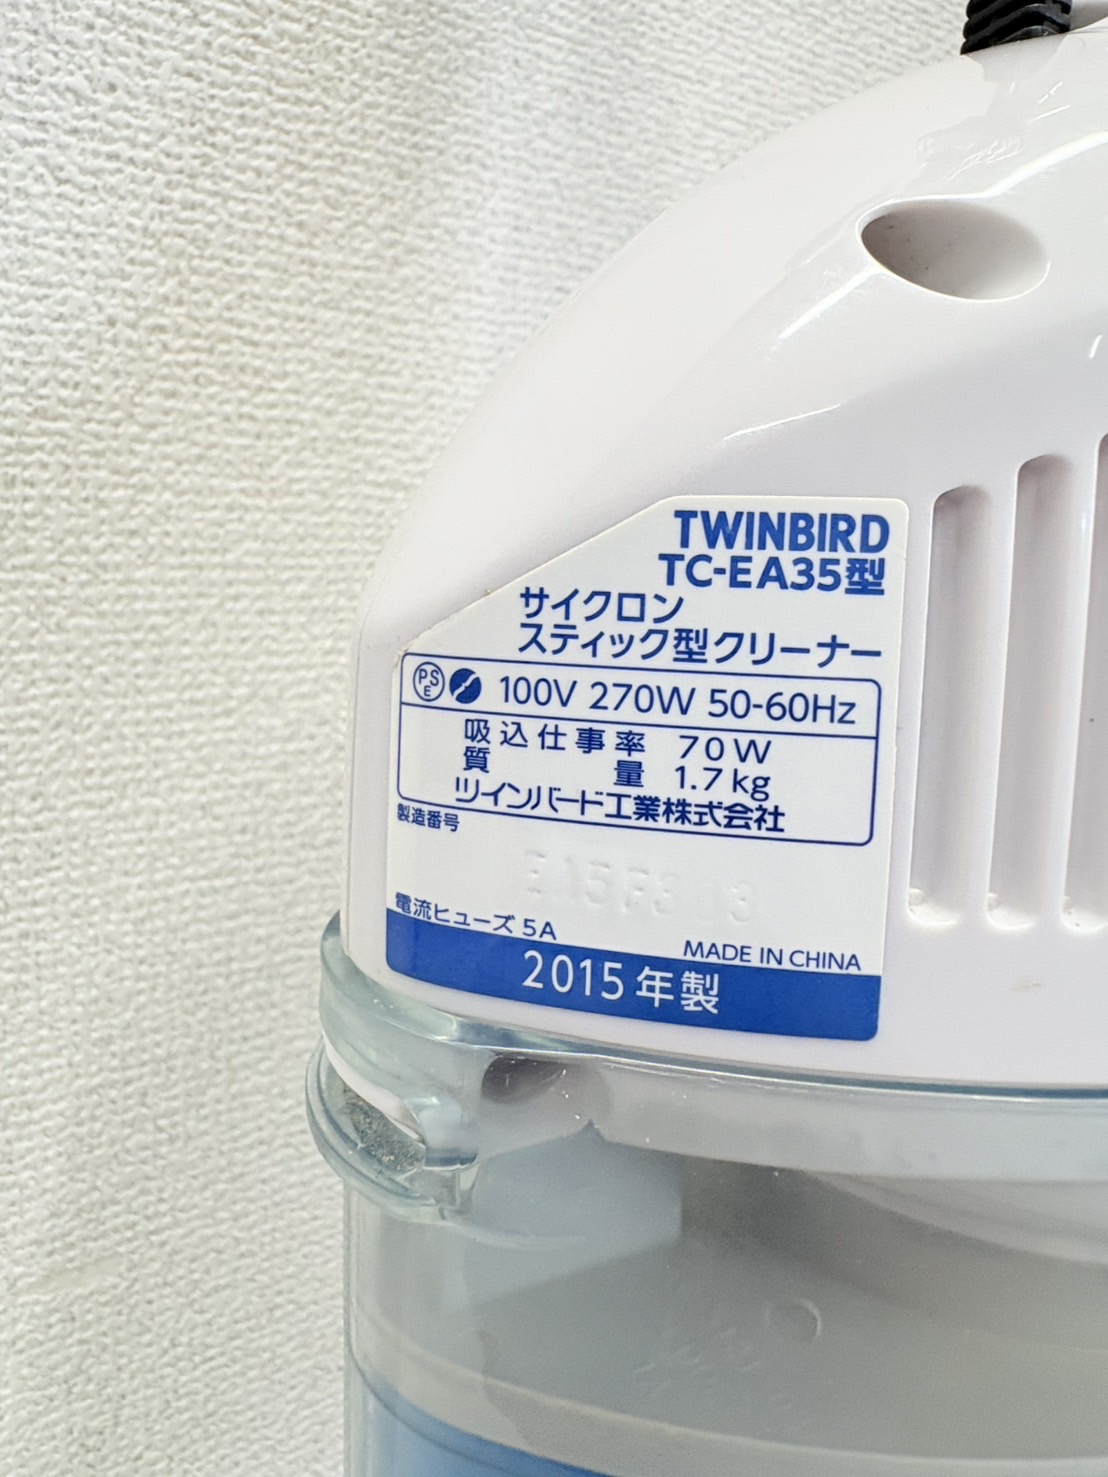 TWINBIRD
TC-EA35型
サイクロン
スティック型クリーナー
PSE 100V 270W 50-60Hz
吸込仕事率 70W
質量 1.7kg
ツインバード工業株式会社
製造番号
電流ヒューズ 5A
MADE IN CHINA
2015年製